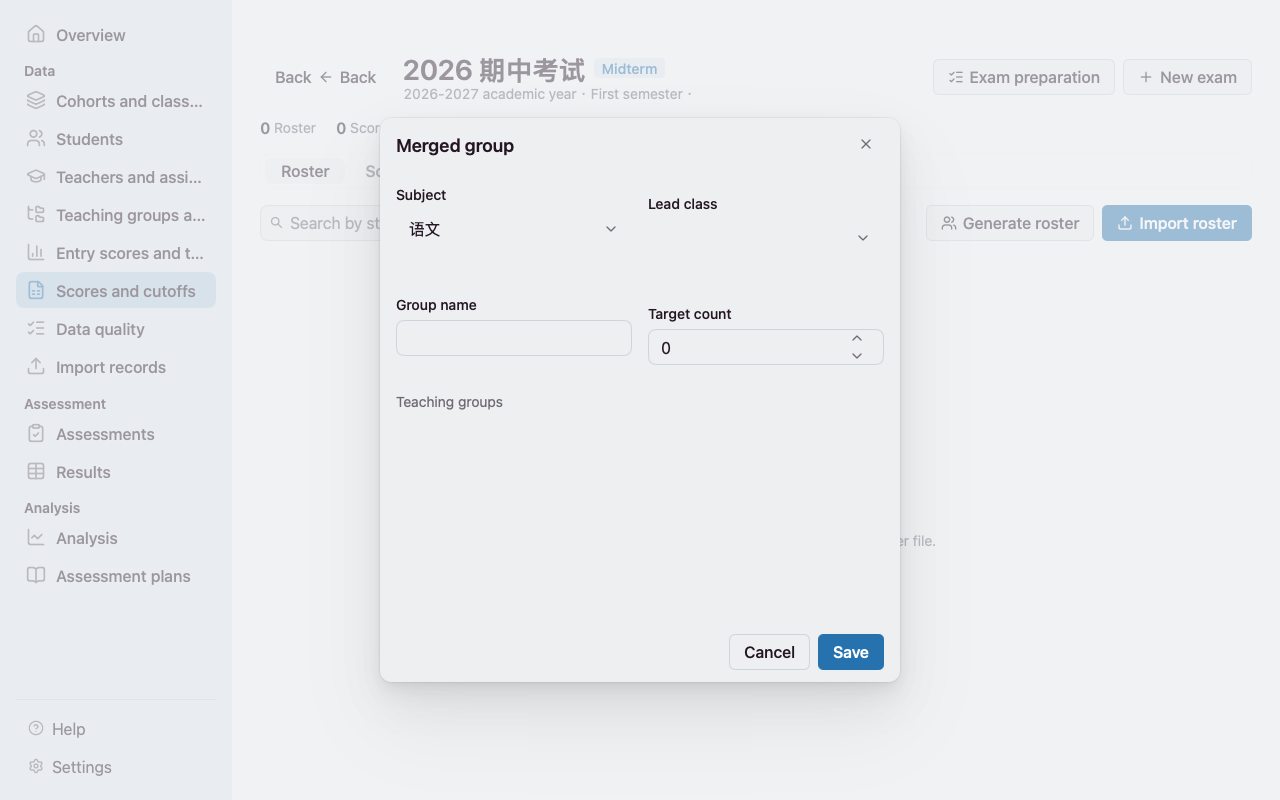 Overview
Data
Cohorts and class...
Students
Teachers and assi...
Teaching groups a...
Entry scores and t...
Scores and cutoffs
Data quality
Import records
Assessment
Assessments
Results
Analysis
Analysis
Assessment plans
Help
Settings
Back ← Back
2026 期中考试 Midterm
2026-2027 academic year · First semester ·
Exam preparation
New exam
0 Roster 0 Scor
Roster
Search by st
Generate roster
Import roster
Merged group
Subject
语文
Lead class
Group name
Target count
0
Teaching groups
er file.
Cancel
Save